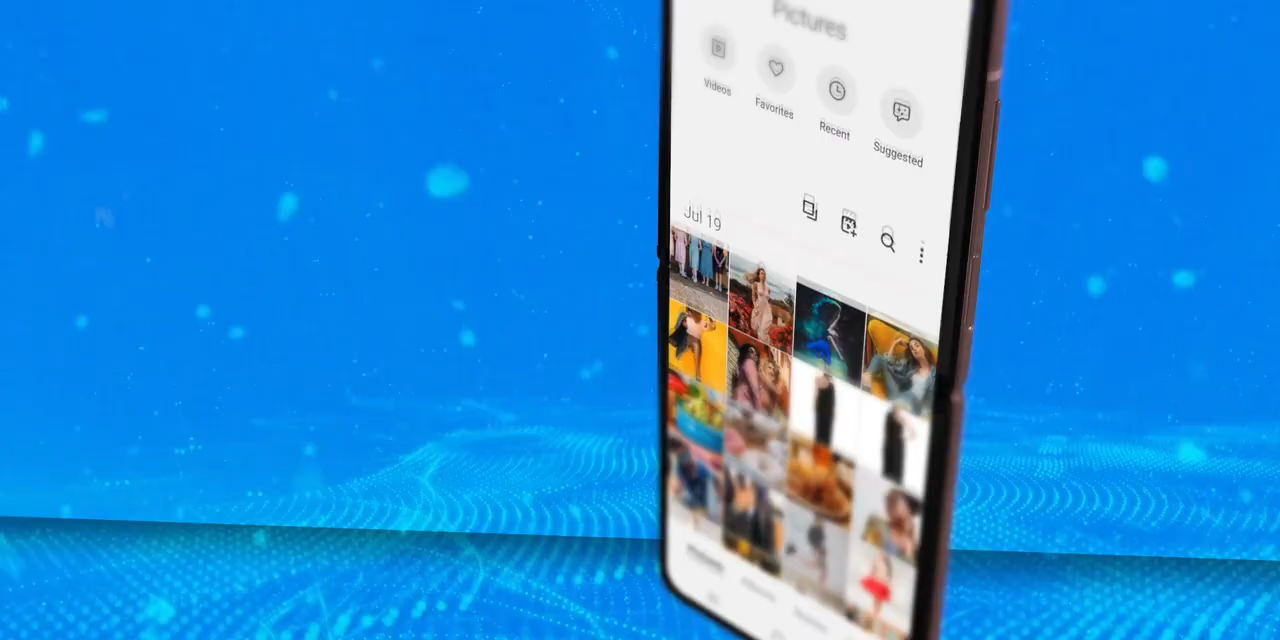 Pictures
Videos
Favorites
Recent
Suggested
Jul 19